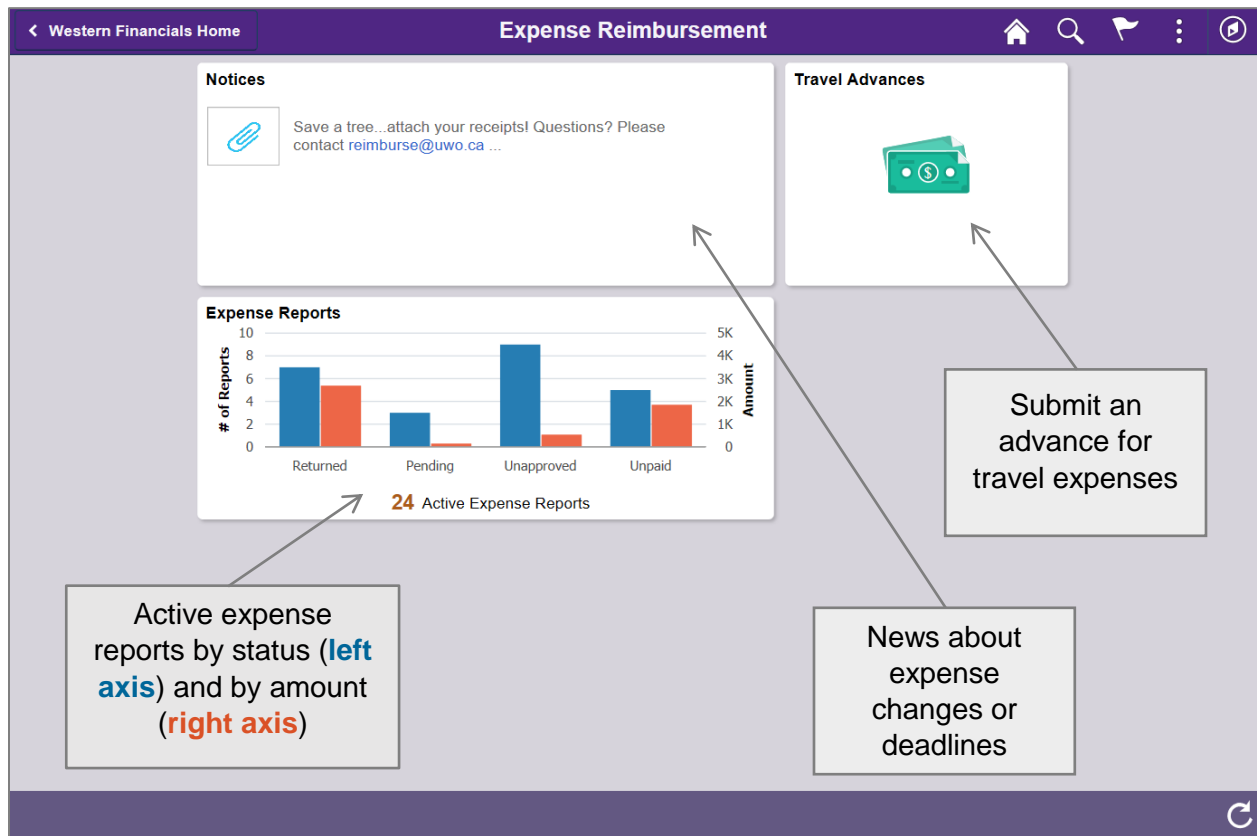 Western Financials Home
Expense Reimbursement
Notices
Save a tree...attach your receipts! Questions? Please
contact reimburse@uwo.ca ...
Travel Advances
$
Expense Reports
# of Reports
10
8
6
4
2
0
5K
4K
3K
2K
1K
0
Amount
Returned
Pending
Unapproved
Unpaid
24 Active Expense Reports
Submit an
advance for
travel expenses
Active expense
reports by status (left
axis) and by amount
(right axis)
News about
expense
changes or
deadlines